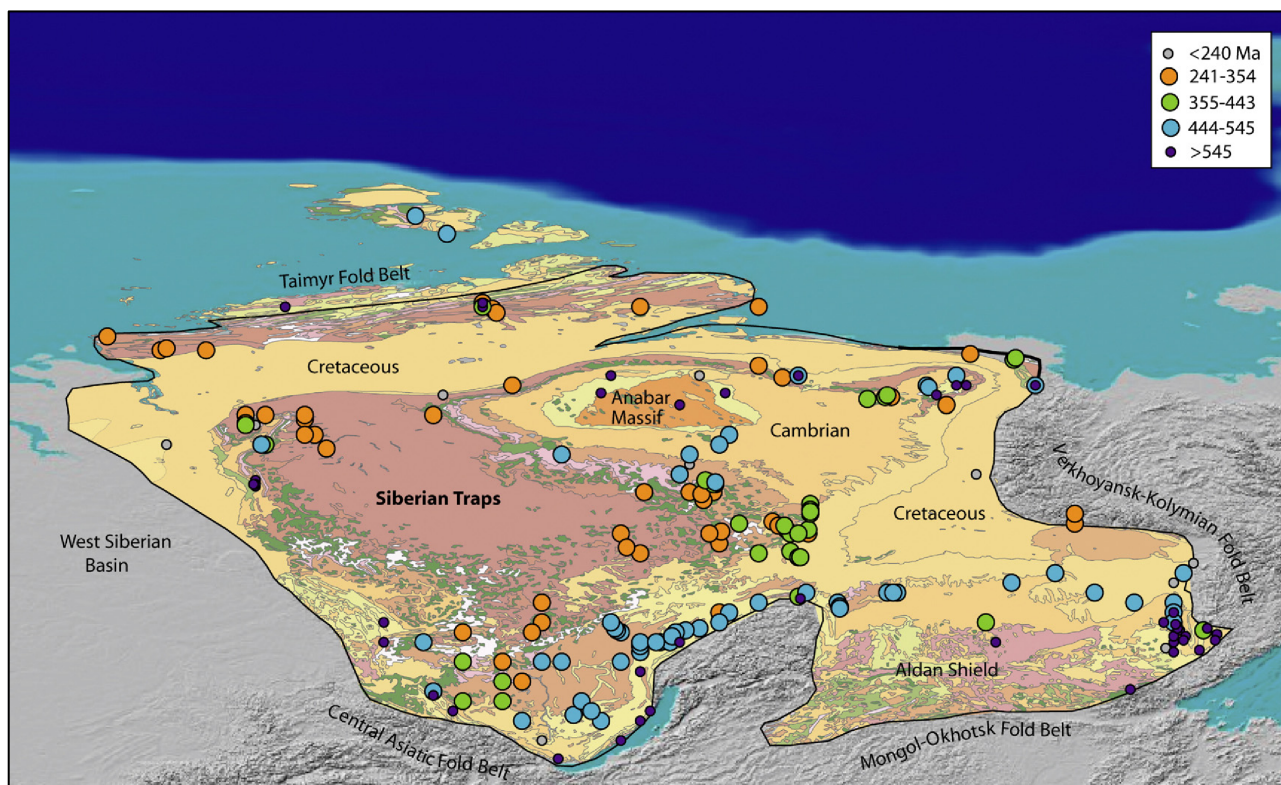 <240 Ma
241-354
355-443
444-545
>545
Taimyr Fold Belt
Cretaceous
Anabar
Massif
Cambrian
Verkhoyansk-Kolymian Fold Belt
Siberian Traps
Cretaceous
West Siberian
Basin
Aldan Shield
Central Asiatic Fold Belt
Mongol-Okhotsk Fold Belt